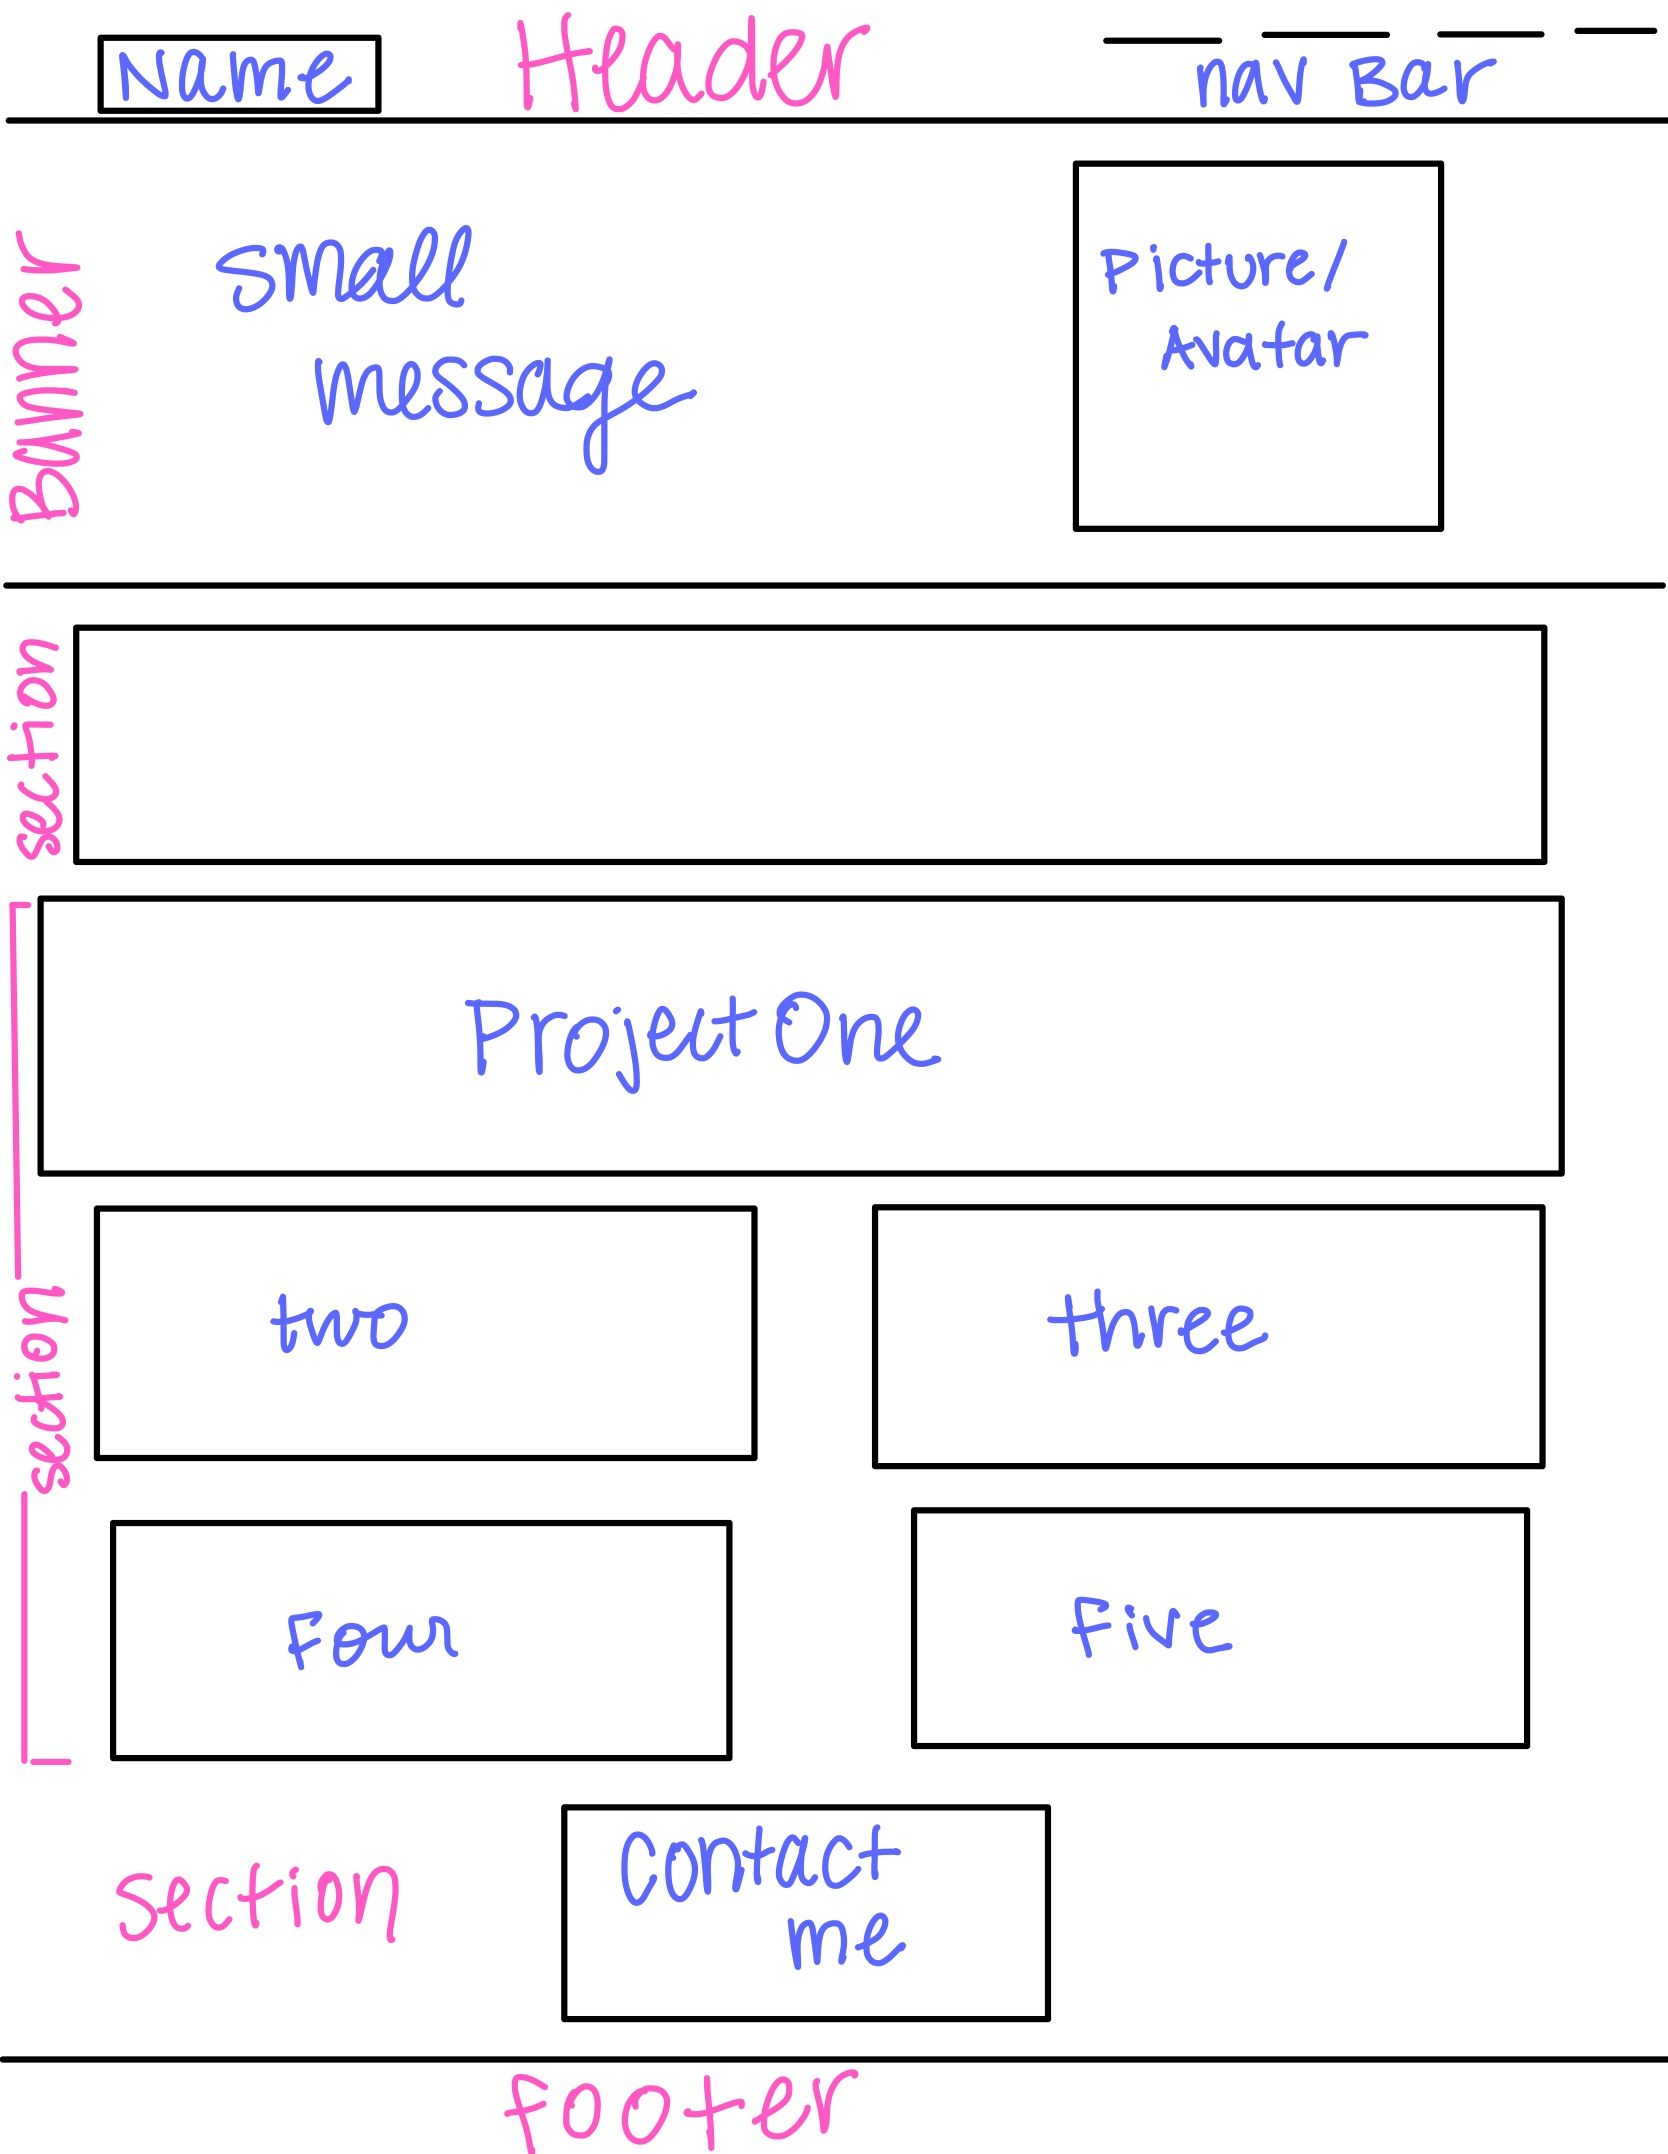 Name
Header
nav Bar
Banner
small
message
Picture/
Avatar
section
Project One
section
two
three
Four
Five
Section
Contact
me
Footer